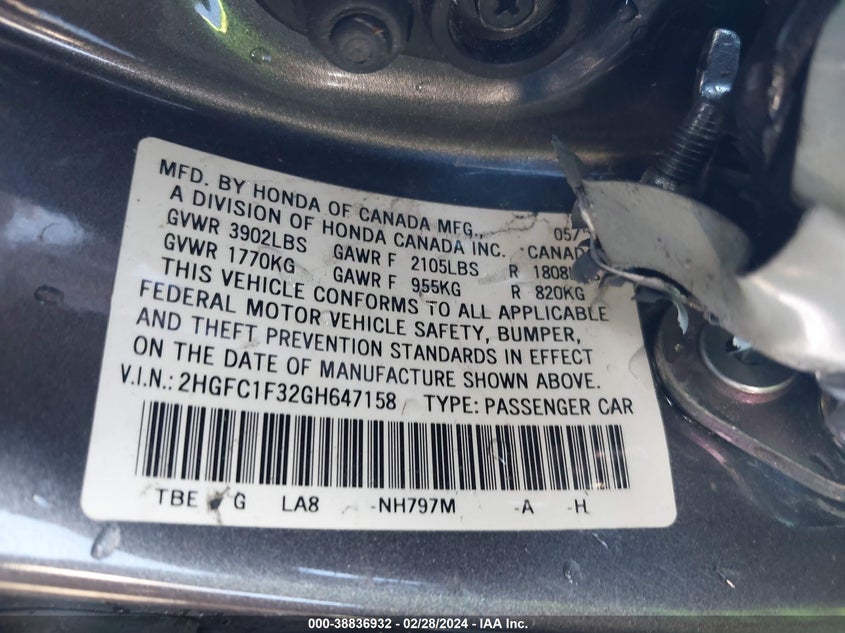 MFD. BY HONDA OF CANADA MFG., 05/
A DIVISION OF HONDA CANADA INC.
GVWR 3902LBS GAWR F 2105LBS R
GVWR 1770KG GAWR F 955KG R 820KG
THIS VEHICLE CONFORMS TO ALL APPLICABLE
FEDERAL MOTOR VEHICLE SAFETY, BUMPER,
AND THEFT PREVENTION STANDARDS IN EFFECT
ON THE DATE OF MANUFACTURE SHOWN ABOVE.
V.I.N.: 2HGFC1F32GH647158 TYPE: PASSENGER CAR
TBE G LA8 -NH797M -A -H
000-38836932 - 02/28/2024 - IAA Inc.